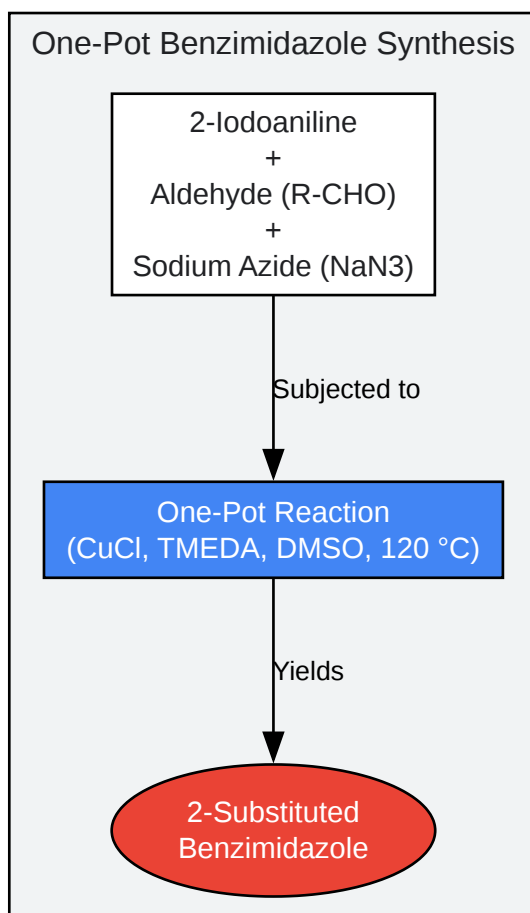 One-Pot Benzimidazole Synthesis
2-Iodoaniline
+
Aldehyde (R-CHO)
+
Sodium Azide (NaN3)
Subjected to
One-Pot Reaction
(CuCl, TMEDA, DMSO, 120 °C)
Yields
2-Substituted
Benzimidazole